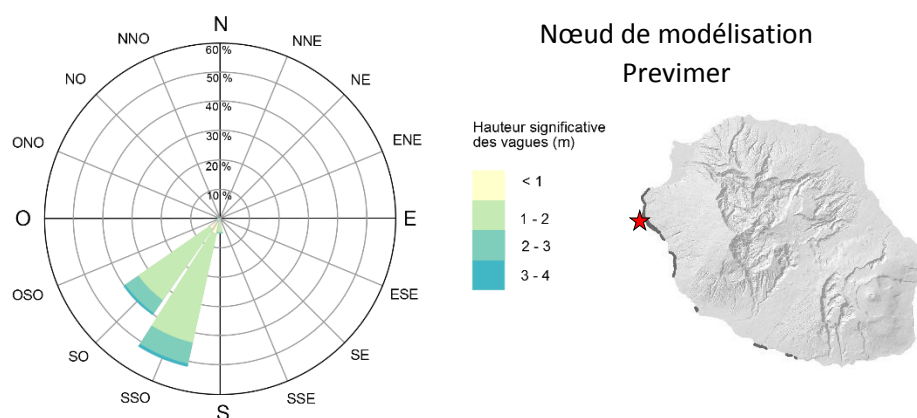 N
NNO
NNE
NO
NE
ONO
ENE
O
E
OSO
ESE
SO
SE
SSO
SSE
S
60 %
50 %
40 %
30 %
20 %
10 %
Nœud de modélisation
Previmer
Hauteur significative
des vagues (m)
< 1
1 - 2
2 - 3
3 - 4